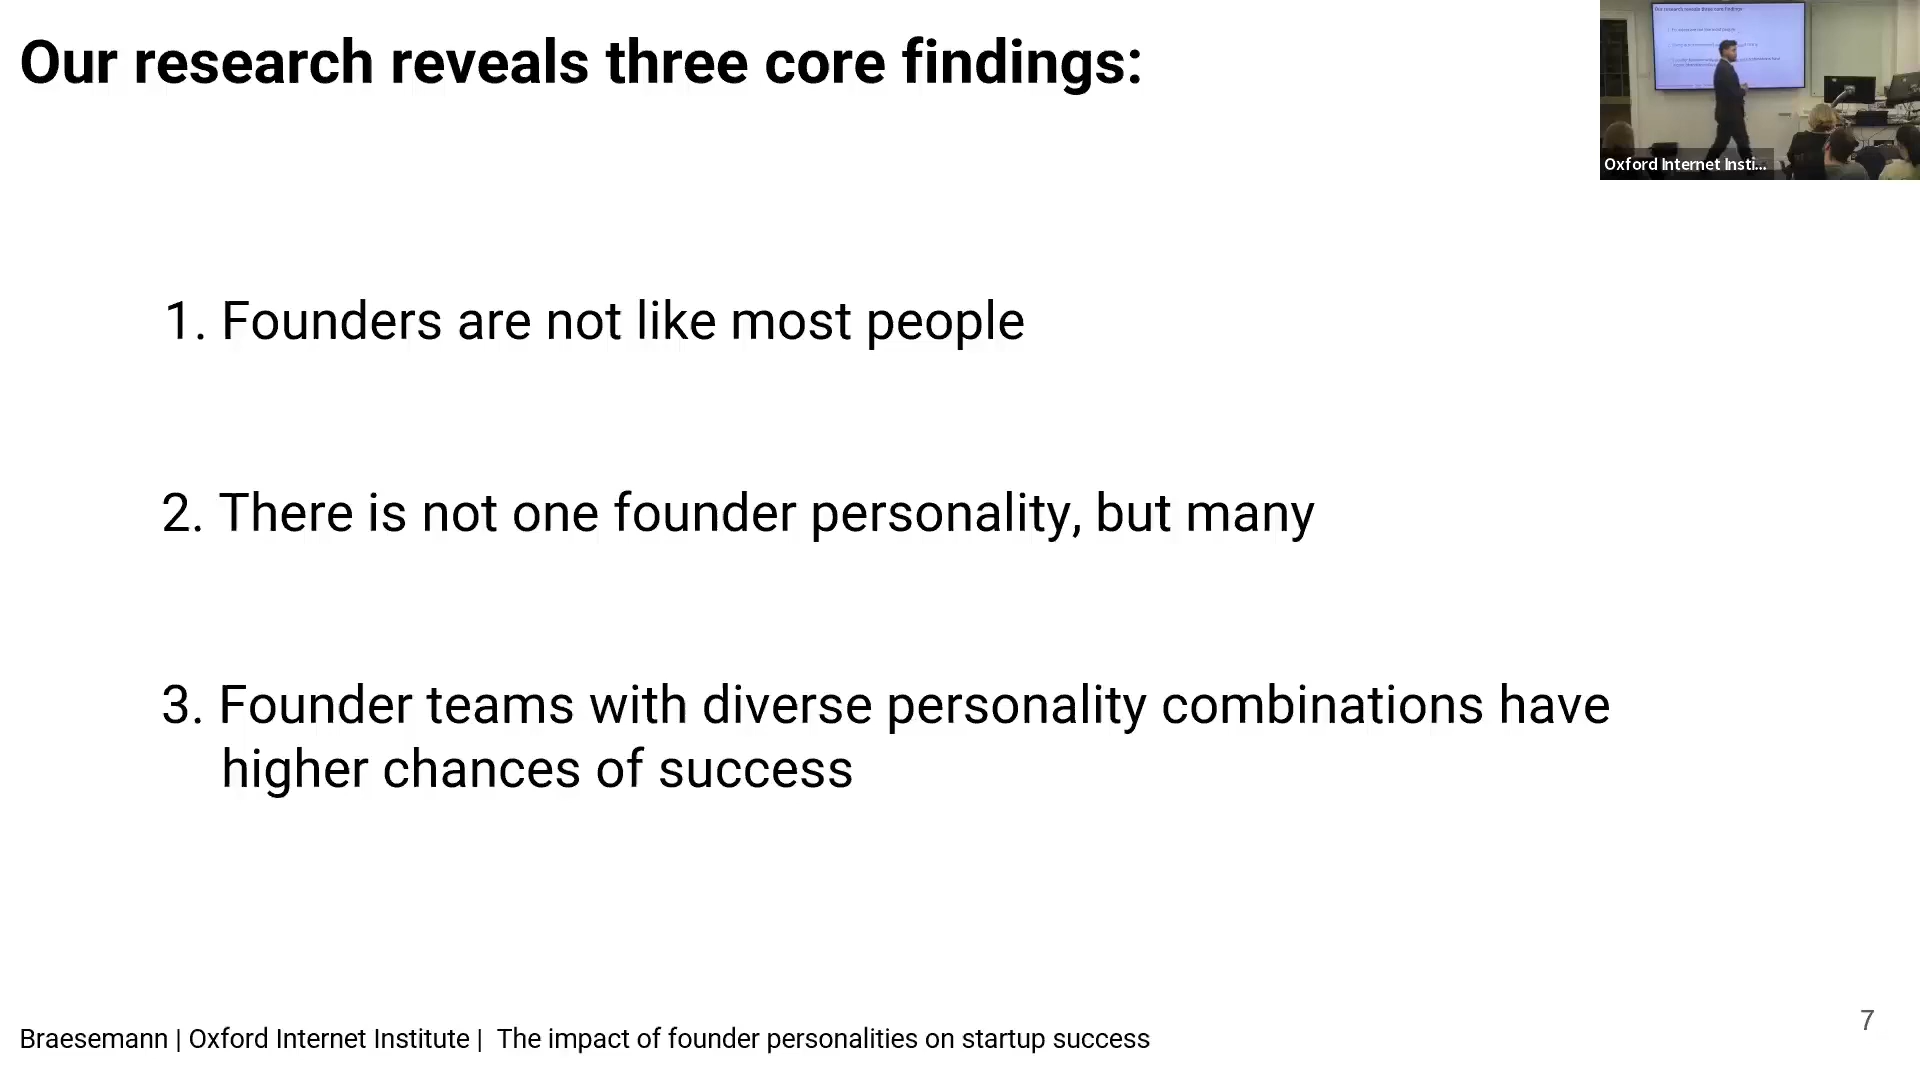 Our research reveals three core findings:
Oxford Internet Insti...
1. Founders are not like most people
2. There is not one founder personality, but many
3. Founder teams with diverse personality combinations have
higher chances of success
7
Braesemann | Oxford Internet Institute | The impact of founder personalities on startup success